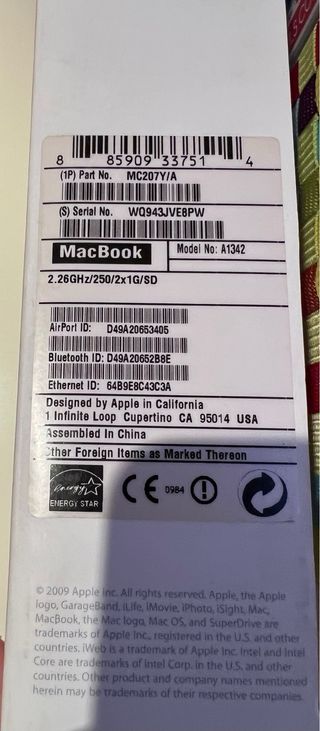 8 85909 33751 4
(1P) Part No. MC207Y/A
(S) Serial No. WQ943JVE8PW
MacBook Model No: A1342
2.26GHz/250/2x1G/SD
AirPort ID: D49A20653405
Bluetooth ID: D49A20652B8E
Ethernet ID: 64B9E8C43C3A
Designed by Apple in California
1 Infinite Loop Cupertino CA 95014 USA
Assembled In China
Other Foreign Items as Marked Thereon
energy
ENERGY STAR
CE 0984
© 2009 Apple Inc. All rights reserved. Apple, the Apple
logo, GarageBand, iLife, iMovie, iPhoto, iSight, Mac,
MacBook, the Mac logo, Mac OS, and SuperDrive are
trademarks of Apple Inc., registered in the U.S. and other
countries. iWeb is a trademark of Apple Inc. Intel and Intel
Core are trademarks of Intel Corp. in the U.S. and other
countries. Other product and company names mentioned
herein may be trademarks of their respective companies.